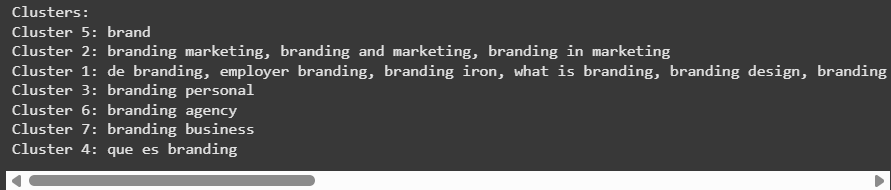 Clusters:
Cluster 5: brand
Cluster 2: branding marketing, branding and marketing, branding in marketing
Cluster 1: de branding, employer branding, branding iron, what is branding, branding design, branding
Cluster 3: branding personal
Cluster 6: branding agency
Cluster 7: branding business
Cluster 4: que es branding